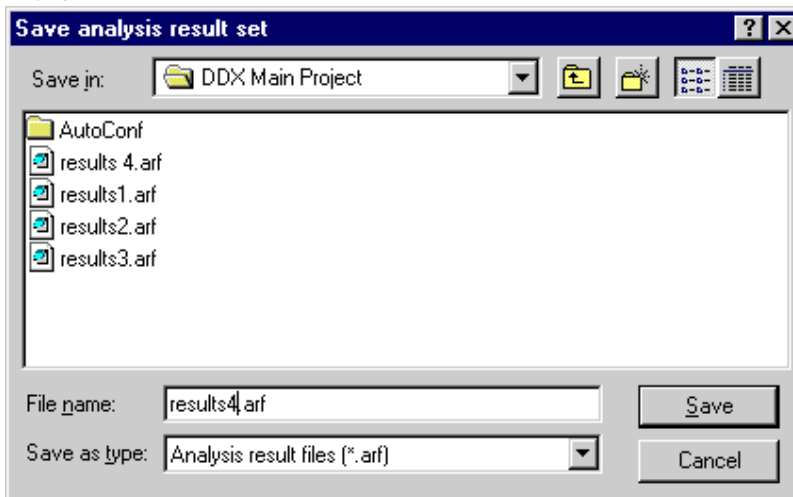 Save analysis result set
Save in: DDX Main Project
AutoConf
results 4.arf
results1.arf
results2.arf
results3.arf
File name: results4.arf
Save
Save as type: Analysis result files (*.arf)
Cancel